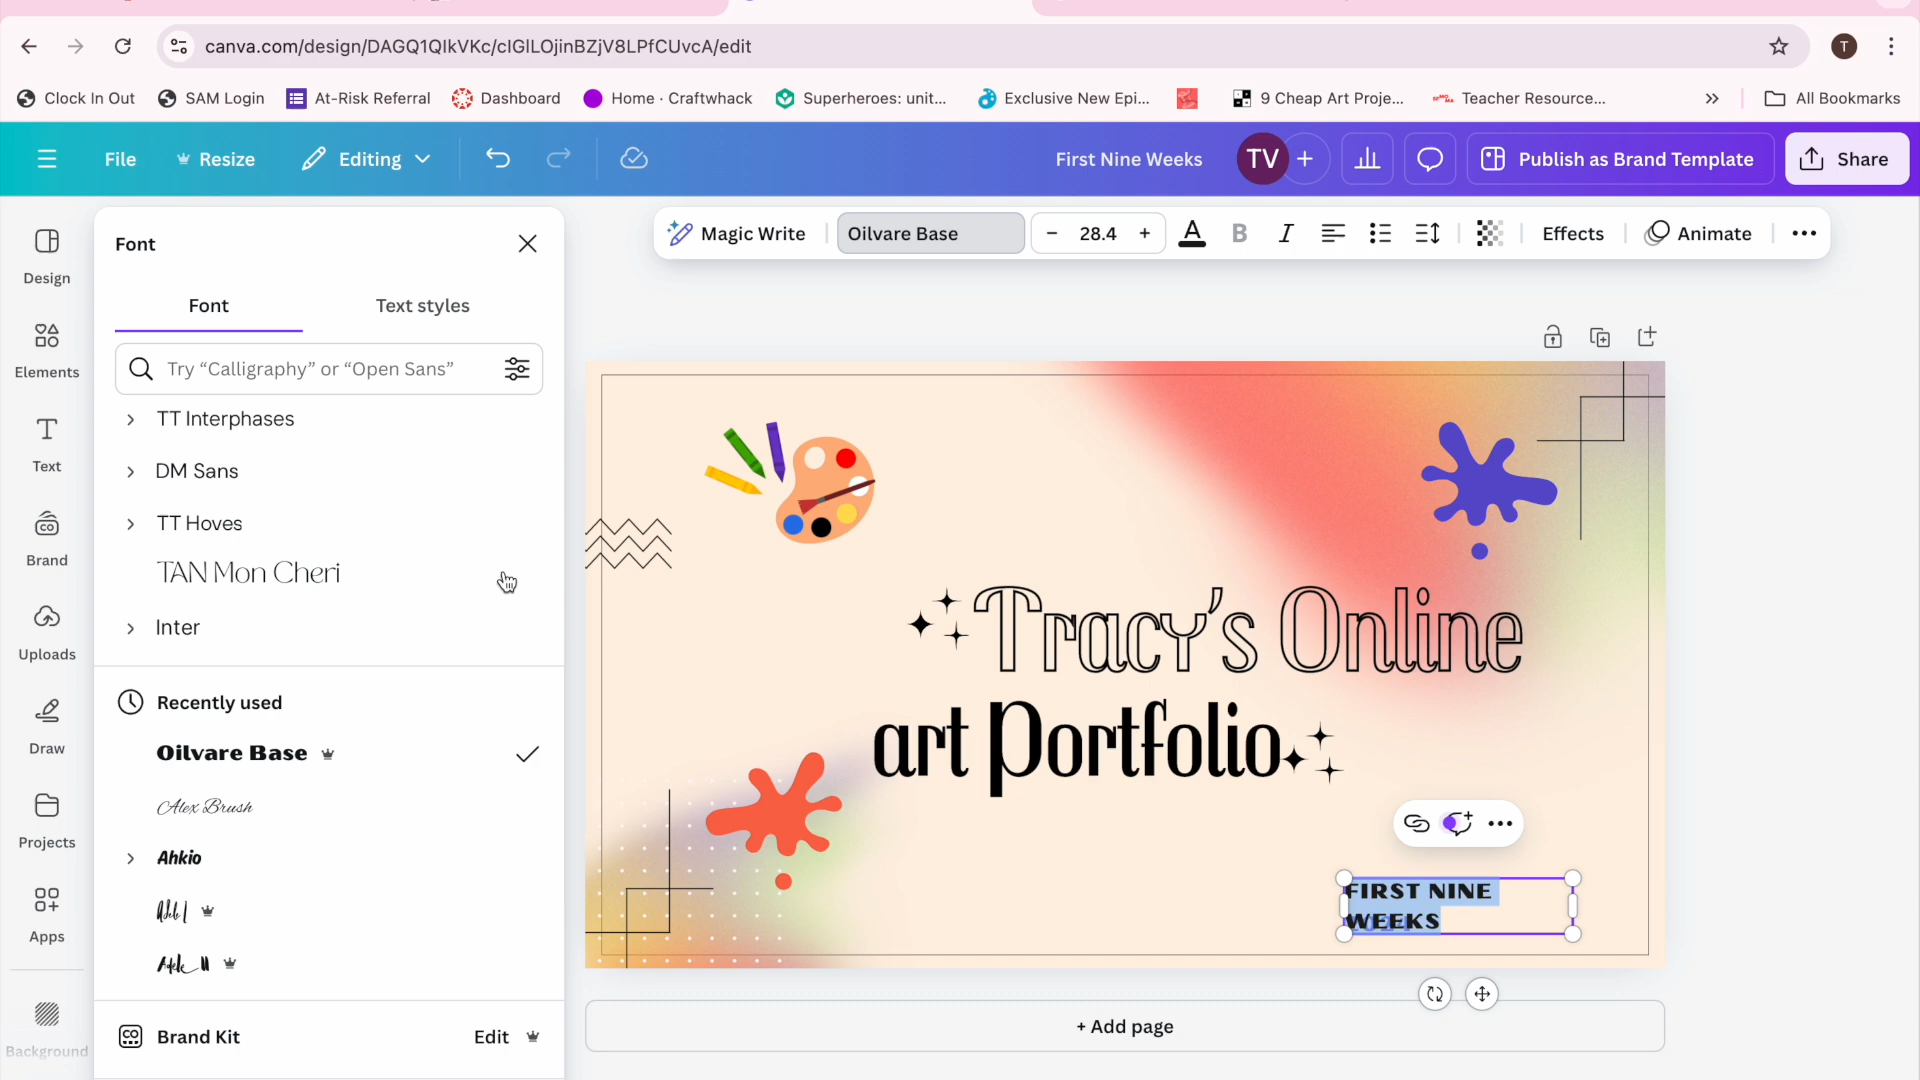 canva.com/design/DAGQ1QIkVKc/cIGlLOjinBZjV8LPfCUvcA/edit
T
Clock In Out
SAM Login
At-Risk Referral
Dashboard
Home · Craftwhack
Superheroes: unit...
Exclusive New Epi...
9 Cheap Art Proje...
Teacher Resource...
All Bookmarks
File
Resize
Editing
First Nine Weeks
TV
Publish as Brand Template
Share
Magic Write
Oilvare Base
28.4
A
B
I
Effects
Animate
Design
Elements
Text
Brand
Uploads
Draw
Projects
Apps
Background
Font
Font
Text styles
Try “Calligraphy” or “Open Sans”
TT Interphases
DM Sans
TT Hoves
TAN Mon Cheri
Inter
Recently used
Oilvare Base
Alex Brush
Ahkio
Brand Kit
Edit
Tracy's Online
art Portfolio
FIRST NINE
WEEKS
+ Add page